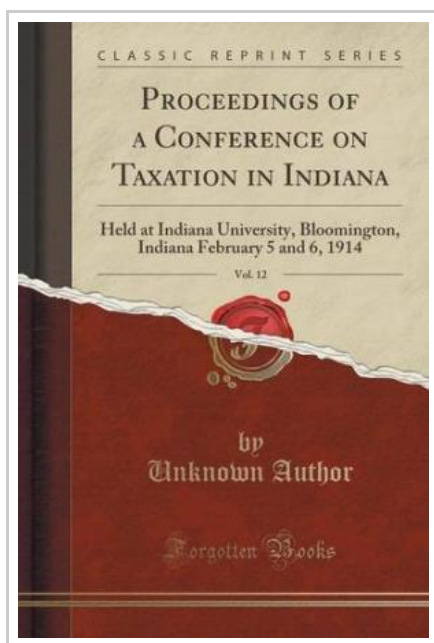 CLASSIC REPRINT SERIES
PROCEEDINGS OF
A CONFERENCE ON
TAXATION IN INDIANA
Held at Indiana University, Bloomington,
Indiana February 5 and 6, 1914
Vol. 12
by
Unknown Author
Forgotten Books